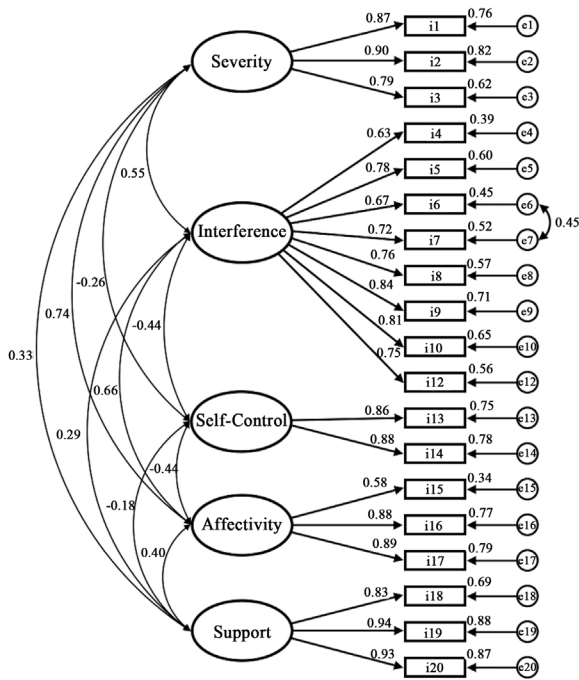 0.87 i1 0.76 e1
Severity 0.90 i2 0.82 e2
0.79 i3 0.62 e3
0.63 i4 0.39 e4
0.55 0.78 i5 0.60 e5
0.67 i6 0.45 e6
0.45
Interference 0.72 i7 0.52 e7
0.76 i8 0.57 e8
-0.26 0.84 i9 0.71 e9
0.74 -0.44 0.81 i10 0.65 e10
0.33 0.66 0.75 i12 0.56 e12
0.29 Self-Control 0.86 i13 0.75 e13
0.88 i14 0.78 e14
-0.44 0.58 i15 0.34 e15
-0.18 Affectivity 0.88 i16 0.77 e16
0.40 0.89 i17 0.79 e17
0.83 i18 0.69 e18
Support 0.94 i19 0.88 e19
0.93 i20 0.87 e20